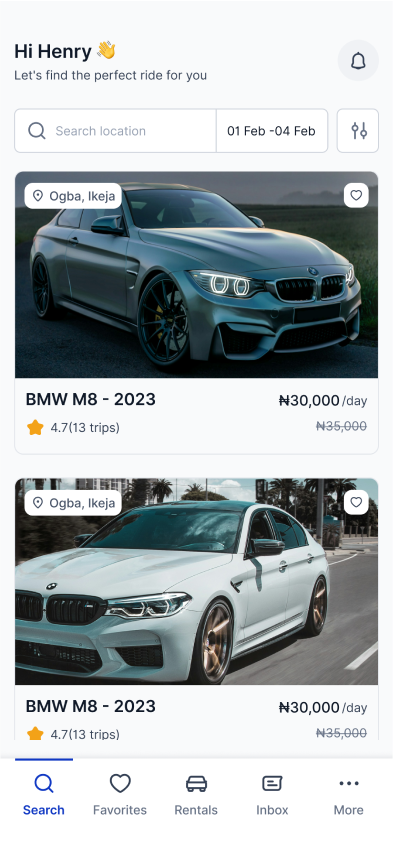 Hi Henry 👋
Let's find the perfect ride for you
Search location
01 Feb -04 Feb
Ogba, Ikeja
BMW M8 - 2023
₦30,000/day
4.7(13 trips)
₦35,000
Ogba, Ikeja
BMW M8 - 2023
₦30,000/day
4.7(13 trips)
₦35,000
Search
Favorites
Rentals
Inbox
More